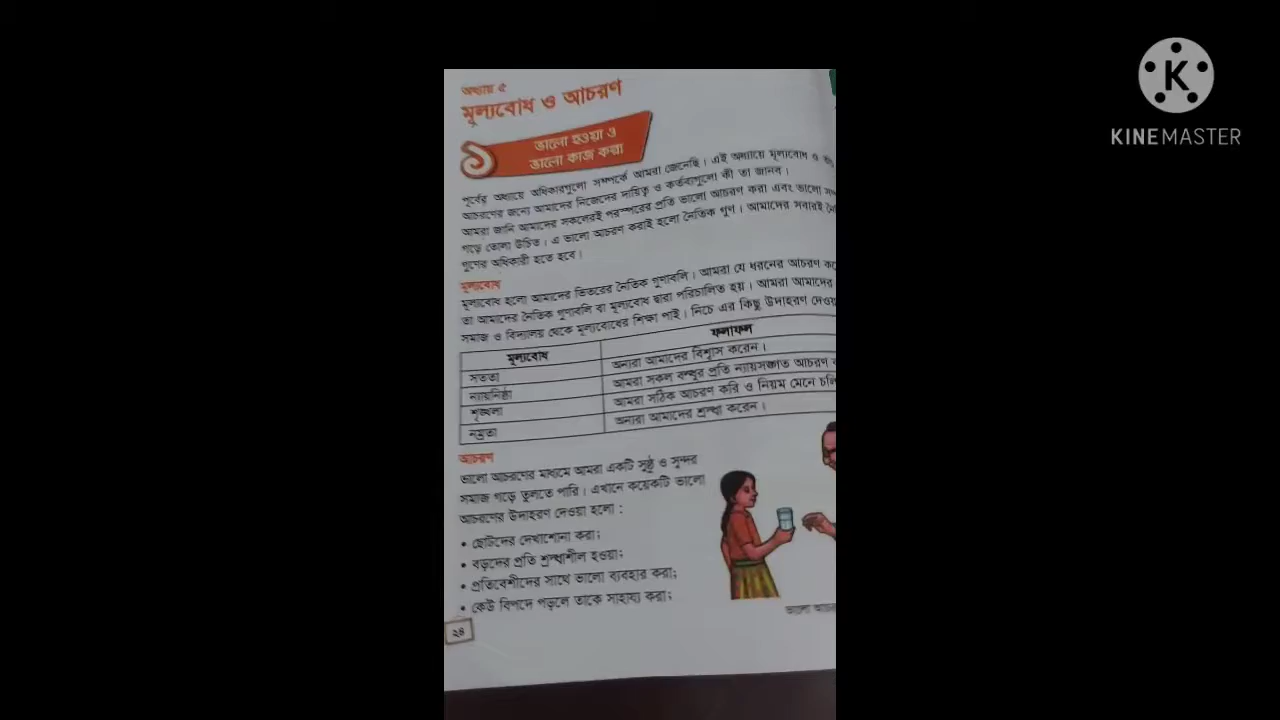 অধ্যায় ৫
মূল্যবোধ ও আচরণ
১
ভালো হওয়া ও
ভালো কাজ করা
পূর্বের অধ্যায়ে অধিকারগুলো সম্পর্কে আমরা জেনেছি। এই অধ্যায়ে মূল্যবোধ ও
আচরণের জন্যে আমাদের নিজেদের দায়িত্ব ও কর্তব্যগুলো কী তা জানব।
আমরা জানি আমাদের সকলেরই পরস্পরের প্রতি ভালো আচরণ করা এবং ভালো
গড়ে তোলা উচিত। এ ভালো আচরণ করাই হলো নৈতিক গুণ। আমাদের সবারই
গুণের অধিকারী হতে হবে।
মূল্যবোধ
মূল্যবোধ হলো আমাদের ভিতরের নৈতিক গুণাবলি। আমরা যে ধরনের আচরণ
তা আমাদের নৈতিক গুণাবলি বা মূল্যবোধ দ্বারা পরিচালিত হয়। আমরা আমাদের
সমাজ ও বিদ্যালয় থেকে মূল্যবোধের শিক্ষা পাই। নিচে এর কিছু উদাহরণ
মূল্যবোধ ফলাফল
সততা অন্যরা আমাদের বিশ্বাস করেন।
ন্যায়নিষ্ঠা আমরা সকল বন্ধুর প্রতি ন্যায়সঙ্গত আচরণ
শৃঙ্খলা আমরা সঠিক আচরণ করি ও নিয়ম মেনে
নম্রতা অন্যরা আমাদের শ্রদ্ধা করেন।
আচরণ
ভালো আচরণের মাধ্যমে আমরা একটি সুষ্ঠু ও সুন্দর
সমাজ গড়ে তুলতে পারি। এখানে কয়েকটি ভালো
আচরণের উদাহরণ দেওয়া হলো :
• ছোটদের দেখাশোনা করা;
• বড়দের প্রতি শ্রদ্ধাশীল হওয়া;
• প্রতিবেশীদের সাথে ভালো ব্যবহার করা;
• কেউ বিপদে পড়লে তাকে সাহায্য করা;
ভালো
২৪
K
KINEMASTER